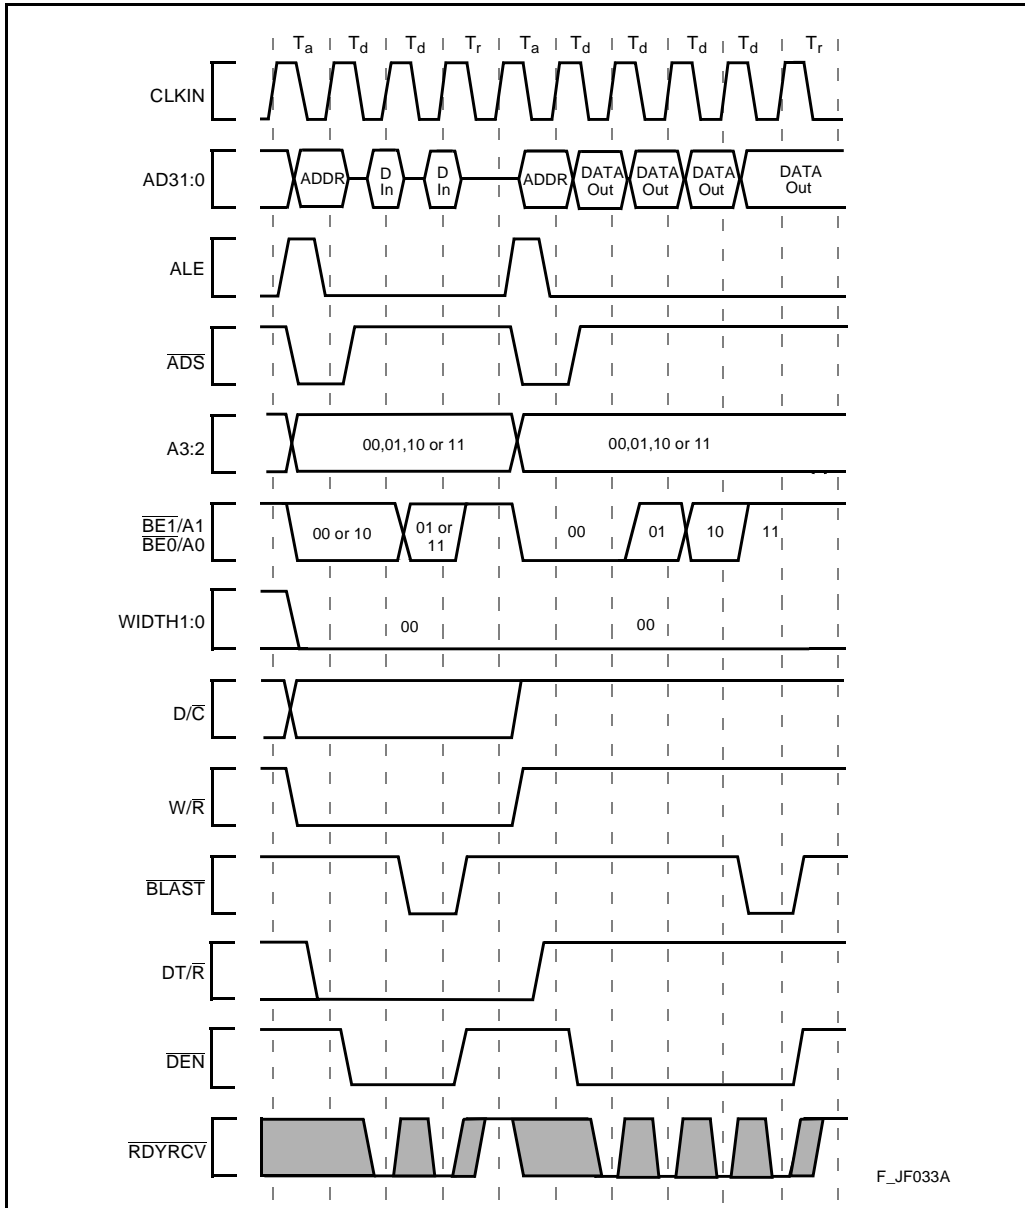 Ta Td Td Tr Ta Td Td Td Td Tr
CLKIN
AD31:0
ADDR D In D In ADDR DATA Out DATA Out DATA Out DATA Out
ALE
ADS
A3:2
00,01,10 or 11 00,01,10 or 11
BE1/A1
BE0/A0
00 or 10 01 or 11 00 01 10 11
WIDTH1:0
00 00
D/C
W/R
BLAST
DT/R
DEN
RDYRCV
F_JF033A